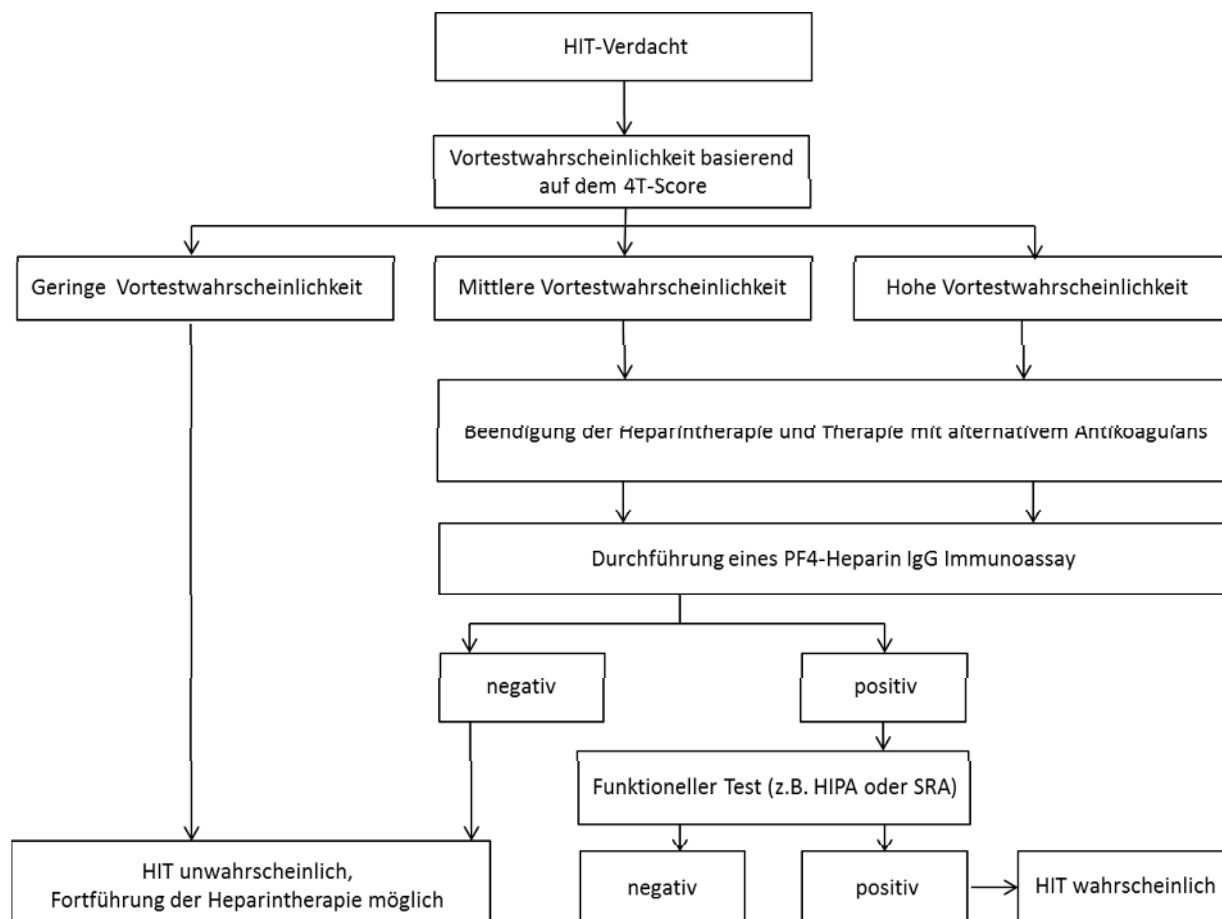 HIT-Verdacht
Vortestwahrscheinlichkeit basierend
auf dem 4T-Score
Geringe Vortestwahrscheinlichkeit
Mittlere Vortestwahrscheinlichkeit
Hohe Vortestwahrscheinlichkeit
Beendigung der Heparintherapie und Therapie mit alternativem Antikoagulans
Durchführung eines PF4-Heparin IgG Immunoassay
negativ
positiv
Funktioneller Test (z.B. HIPA oder SRA)
HIT unwahrscheinlich,
Fortführung der Heparintherapie möglich
negativ
positiv
HIT wahrscheinlich